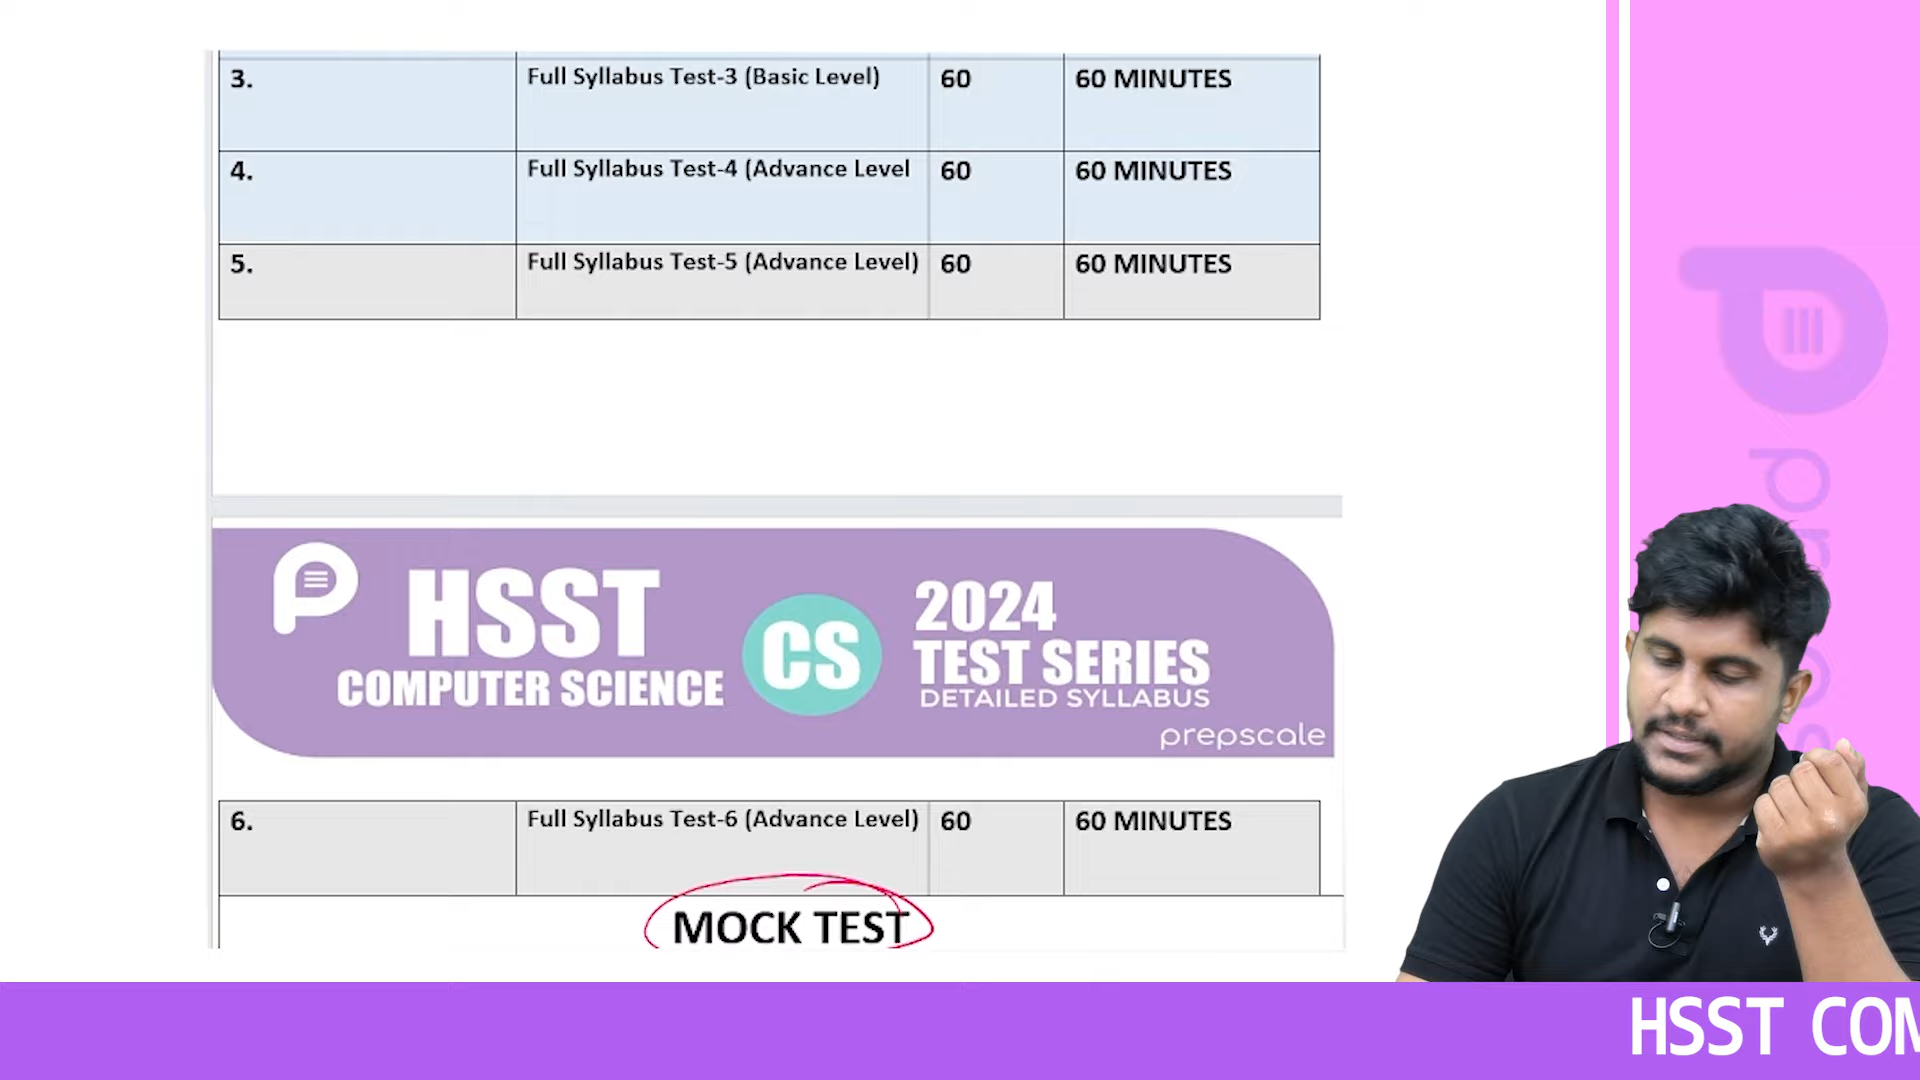 3. Full Syllabus Test-3 (Basic Level) 60 60 MINUTES
4. Full Syllabus Test-4 (Advance Level 60 60 MINUTES
5. Full Syllabus Test-5 (Advance Level) 60 60 MINUTES
HSST
COMPUTER SCIENCE
CS
2024
TEST SERIES
DETAILED SYLLABUS
prepscale
6. Full Syllabus Test-6 (Advance Level) 60 60 MINUTES
MOCK TEST
HSST COM